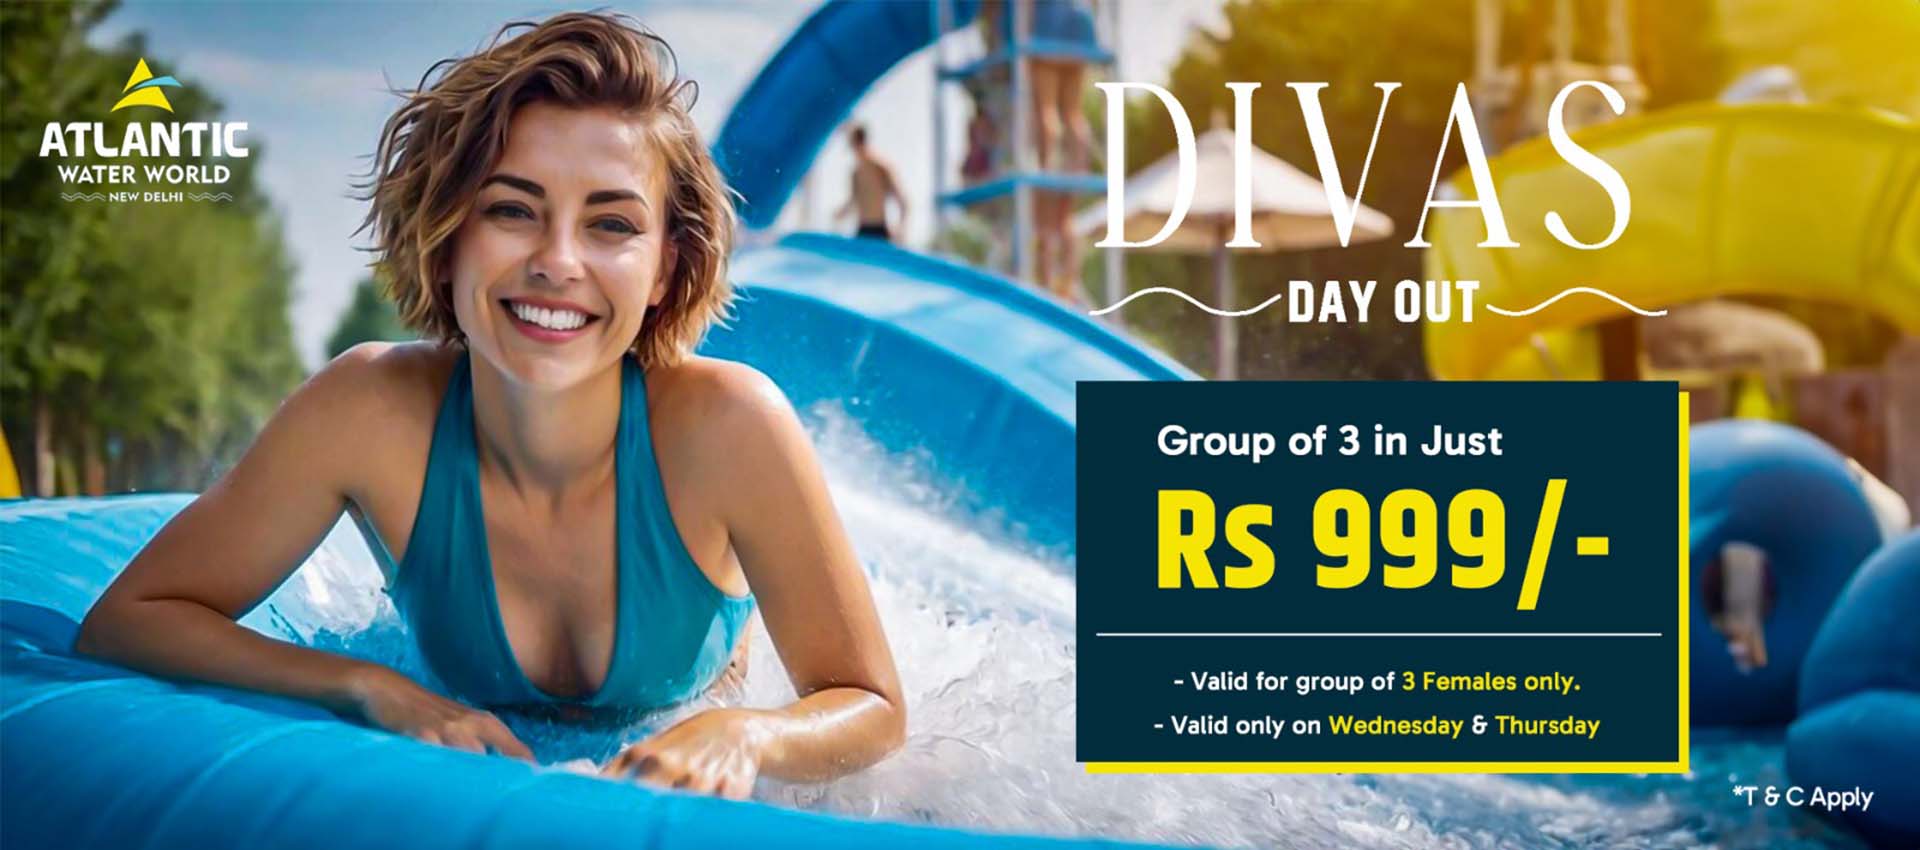 ATLANTIC
WATER WORLD
NEW DELHI
DIVAS
DAY OUT
Group of 3 in Just
Rs 999/-
- Valid for group of 3 Females only.
- Valid only on Wednesday & Thursday
*T & C Apply